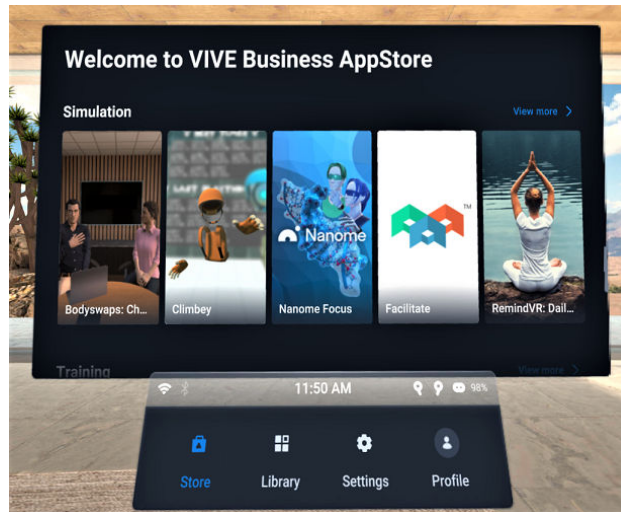 Welcome to VIVE Business AppStore
Simulation
View more
Nanome
TM
Bodyswaps: Ch...
Climbey
Nanome Focus
Facilitate
RemindVR: Dail...
Training
View more
11:50 AM
98%
Store
Library
Settings
Profile